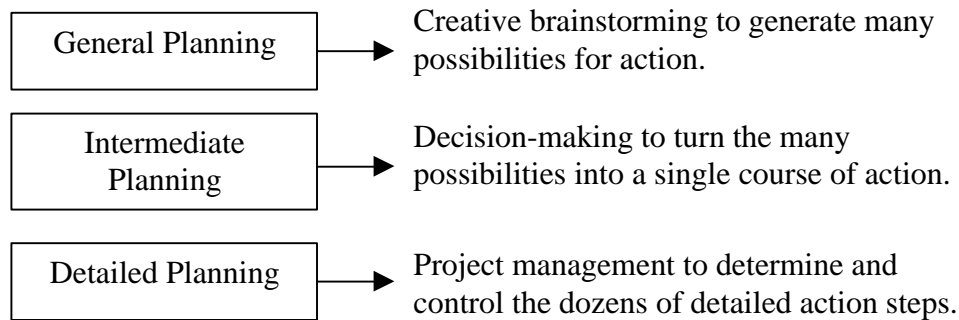 General Planning
Creative brainstorming to generate many
possibilities for action.
Intermediate
Planning
Decision-making to turn the many
possibilities into a single course of action.
Detailed Planning
Project management to determine and
control the dozens of detailed action steps.